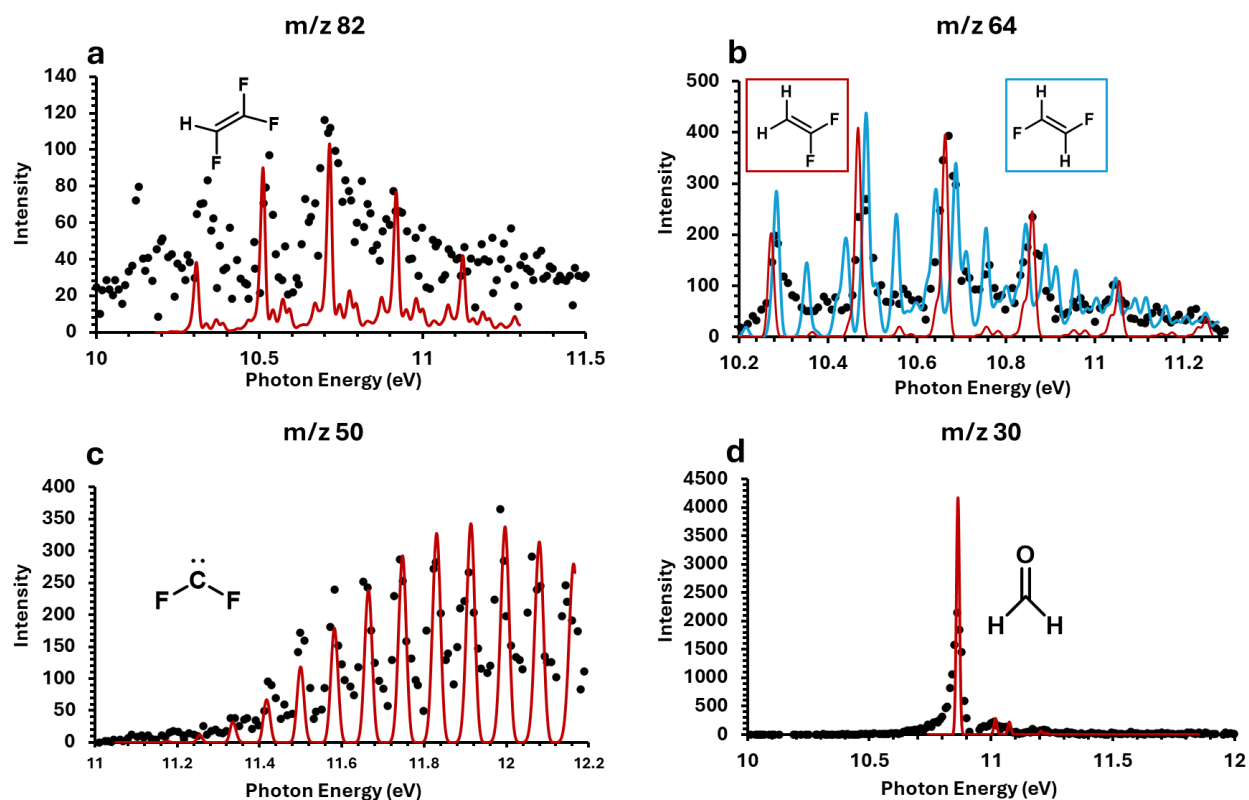 m/z 82
a
140
120
100
80
60
40
20
0
Intensity
10
10.5
11
11.5
Photon Energy (eV)
F
H
F
F
m/z 64
b
500
400
300
200
100
0
Intensity
10.2
10.4
10.6
10.8
11
11.2
Photon Energy (eV)
H
H
F
F
H
F
F
H
m/z 50
c
400
350
300
250
200
150
100
50
0
Intensity
11
11.2
11.4
11.6
11.8
12
12.2
Photon Energy (eV)
C
F
F
m/z 30
d
4500
4000
3500
3000
2500
2000
1500
1000
500
0
Intensity
10
10.5
11
11.5
12
Photon Energy (eV)
O
H
H